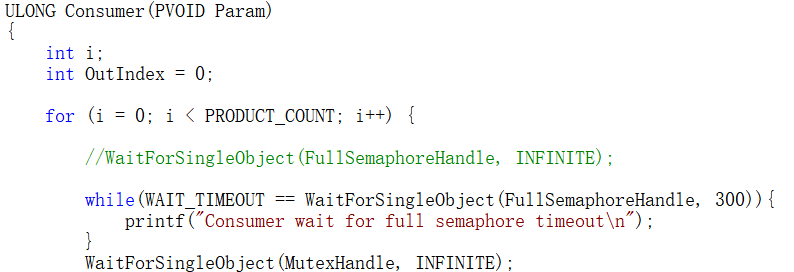 ULONG Consumer(PVOID Param)
{
    int i;
    int OutIndex = 0;

    for (i = 0; i < PRODUCT_COUNT; i++) {

        //WaitForSingleObject(FullSemaphoreHandle, INFINITE);

        while(WAIT_TIMEOUT == WaitForSingleObject(FullSemaphoreHandle, 300)){
            printf("Consumer wait for full semaphore timeout\n");
        }
        WaitForSingleObject(MutexHandle, INFINITE);